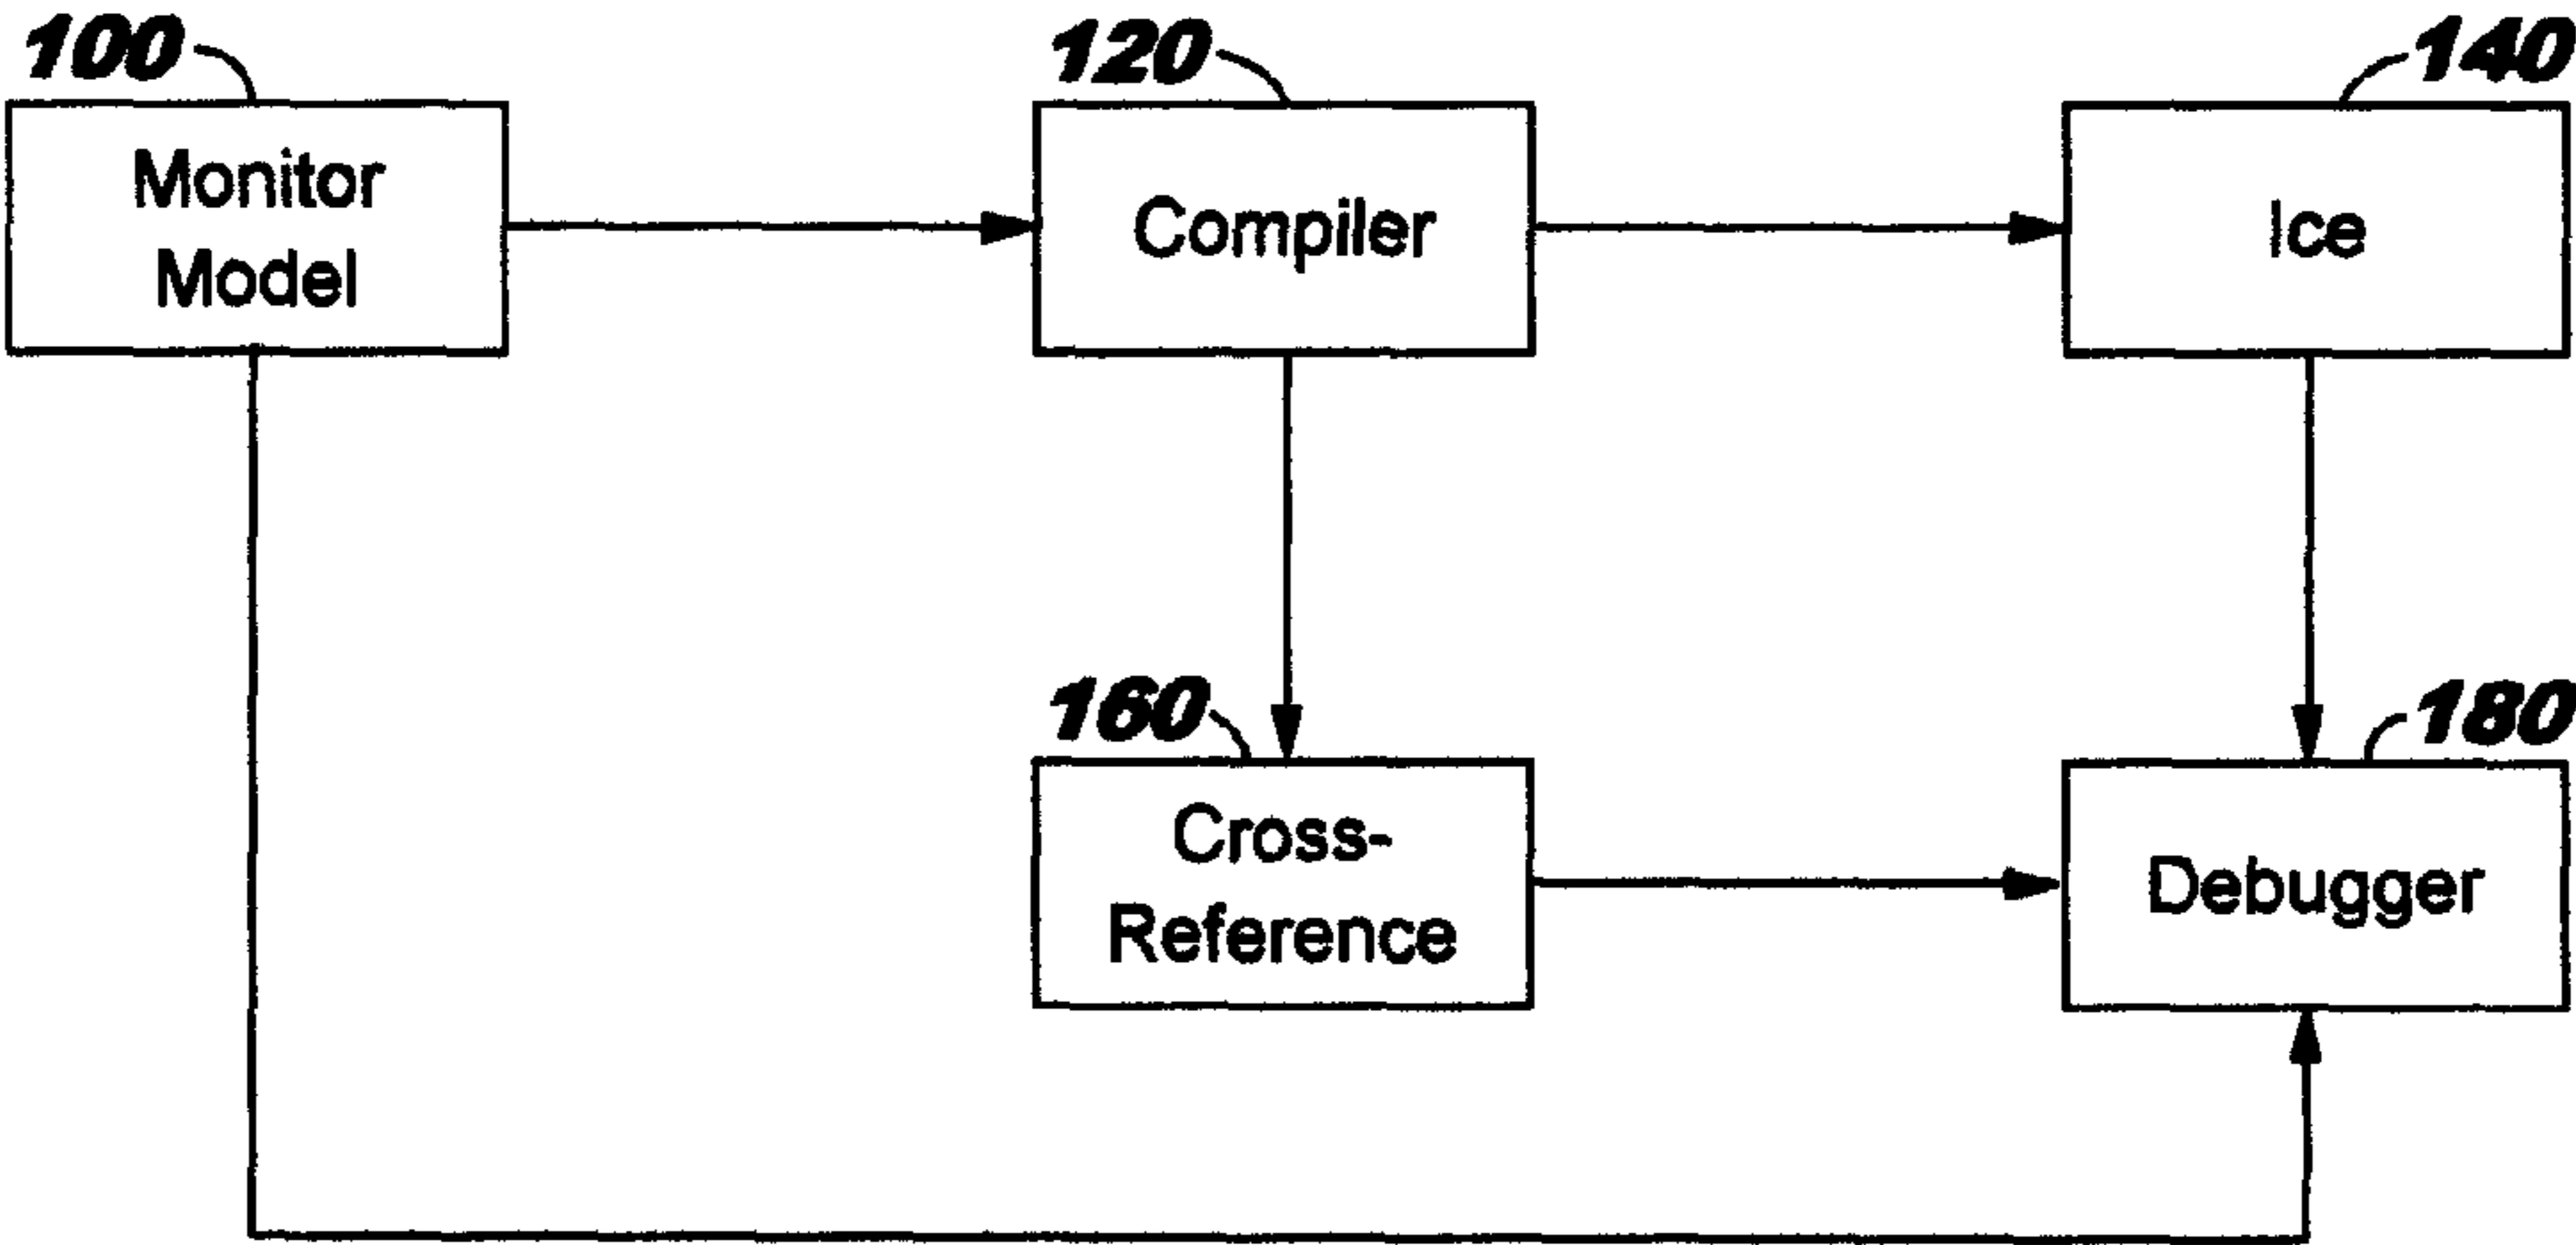 100
Monitor
Model
120
Compiler
140
Ice
160
Cross-
Reference
180
Debugger